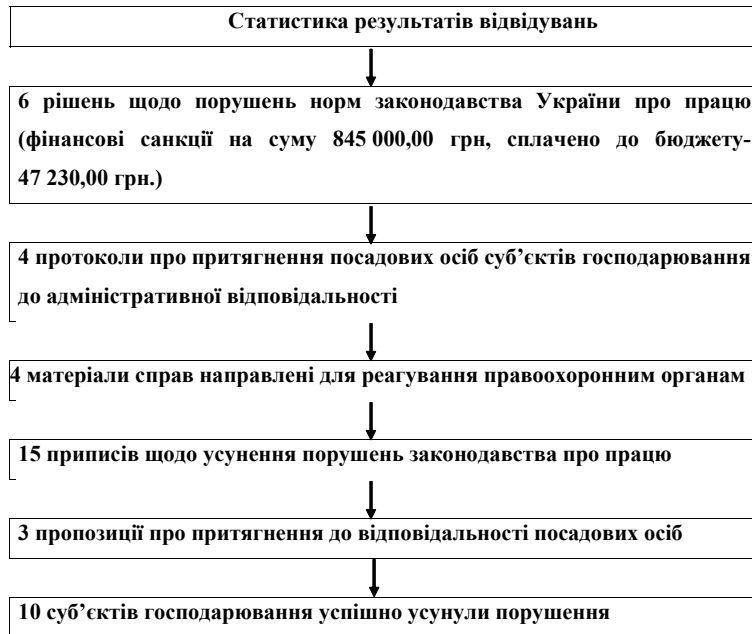 Статистика результатів відвідувань
6 рішень щодо порушень норм законодавства України про працю
(фінансові санкції на суму 845 000,00 грн, сплачено до бюджету-
47 230,00 грн.)
4 протоколи про притягнення посадових осіб суб’єктів господарювання
до адміністративної відповідальності
4 матеріали справ направлені для реагування правоохоронним органам
15 приписів щодо усунення порушень законодавства про працю
3 пропозиції про притягнення до відповідальності посадових осіб
10 суб’єктів господарювання успішно усунули порушення